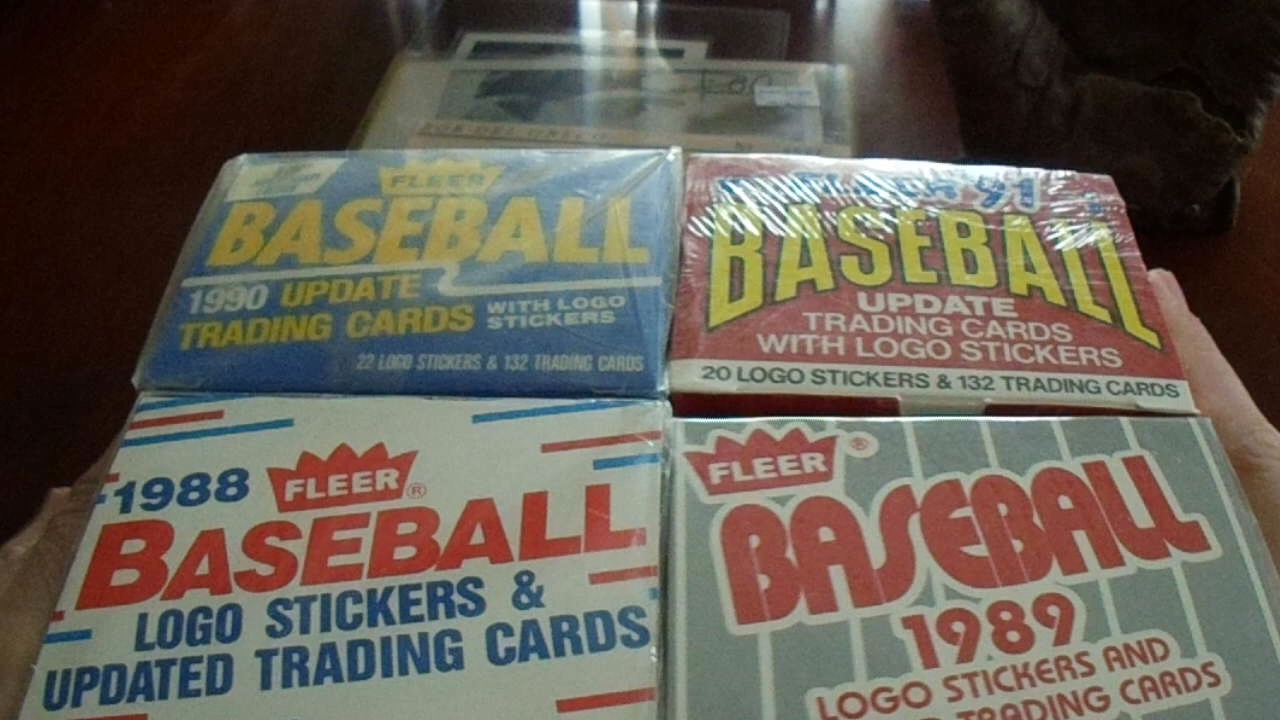 FLEER
BASEBALL
1990 UPDATE
TRADING CARDS
WITH LOGO
STICKERS
22 LOGO STICKERS & 132 TRADING CARDS
FLEER '91
BASEBALL
UPDATE
TRADING CARDS
WITH LOGO STICKERS
20 LOGO STICKERS & 132 TRADING CARDS
1988 FLEER®
BASEBALL
LOGO STICKERS &
UPDATED TRADING CARDS
FLEER®
BASEBALL
1989
LOGO STICKERS AND
TRADING CARDS